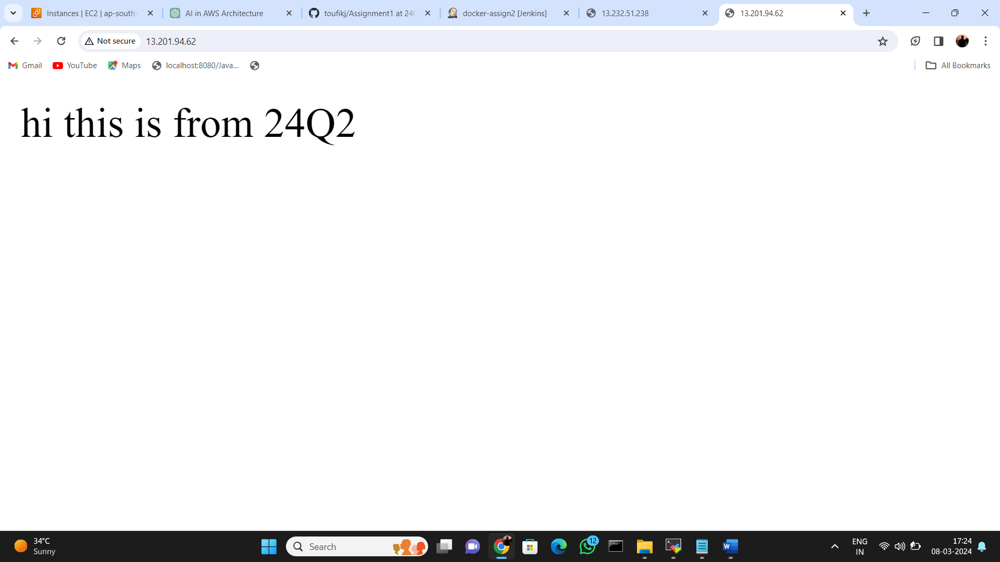 Instances | EC2 | ap-south-
AI in AWS Architecture
toufikj/Assignment1 at 24Q
docker-assign2 [Jenkins]
13.232.51.238
13.201.94.62
Not secure
13.201.94.62
Gmail
YouTube
Maps
localhost:8080/Java...
All Bookmarks
hi this is from 24Q2
34°C
Sunny
Search
12
ENG
IN
17:24
08-03-2024